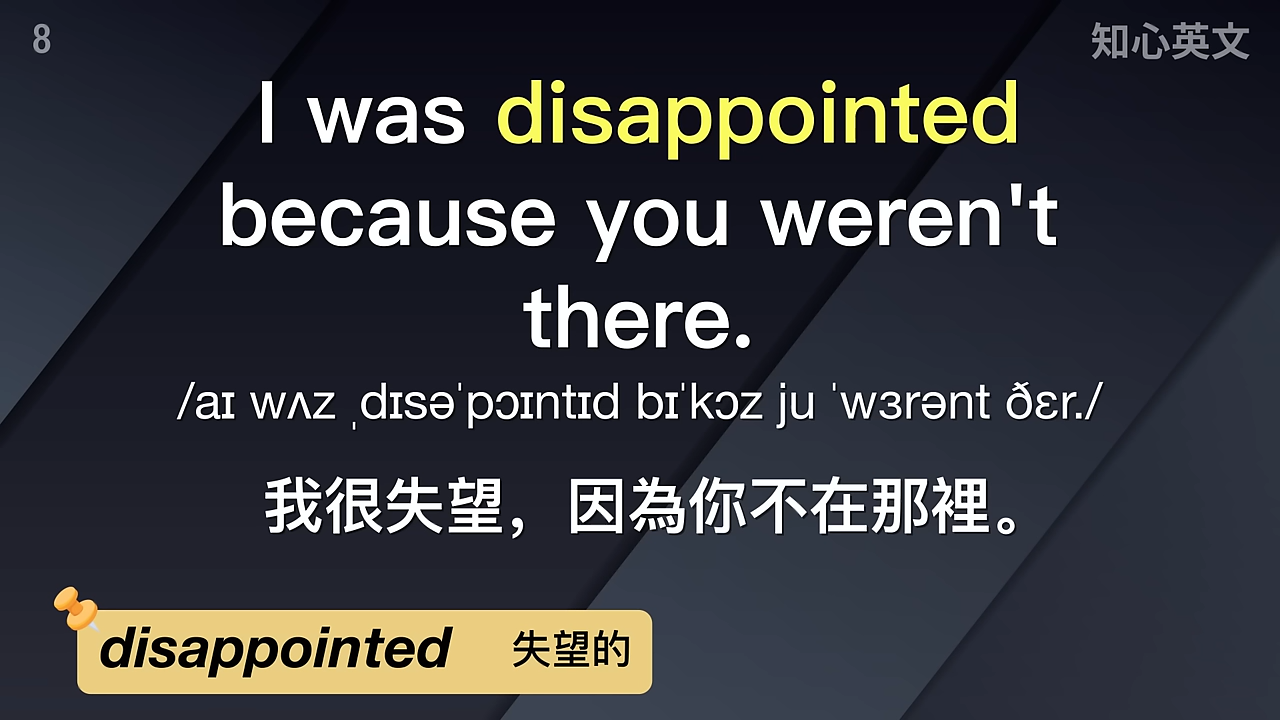 8
知心英文
I was disappointed
because you weren't
there.
/aɪ wʌz ˌdɪsəˈpɔɪntɪd bɪˈkɔz ju ˈwɜrənt ðɛr./
我很失望，因為你不在那裡。
disappointed 失望的